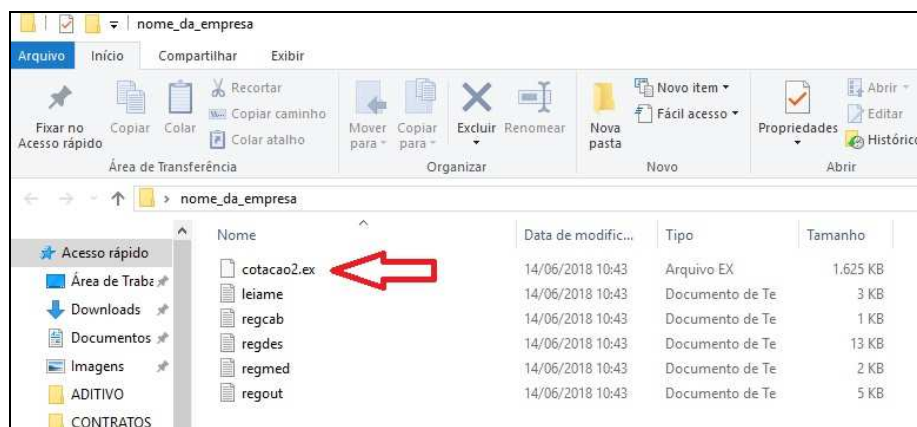 nome_da_empresa
Arquivo Início Compartilhar Exibir
Fixar no Acesso rápido
Copiar
Colar
Recortar
Copiar caminho
Colar atalho
Área de Transferência
Mover para
Copiar para
Excluir
Renomear
Organizar
Nova pasta
Novo item
Fácil acesso
Novo
Propriedades
Abrir
Editar
Histórico
Abrir
nome_da_empresa
Nome Data de modific... Tipo Tamanho
Acesso rápido
Área de Traba
Downloads
Documentos
Imagens
ADITIVO
CONTRATOS
cotacao2.ex 14/06/2018 10:43 Arquivo EX 1.625 KB
leiame 14/06/2018 10:43 Documento de Te 3 KB
regcab 14/06/2018 10:43 Documento de Te 1 KB
regdes 14/06/2018 10:43 Documento de Te 13 KB
regmed 14/06/2018 10:43 Documento de Te 2 KB
regout 14/06/2018 10:43 Documento de Te 5 KB